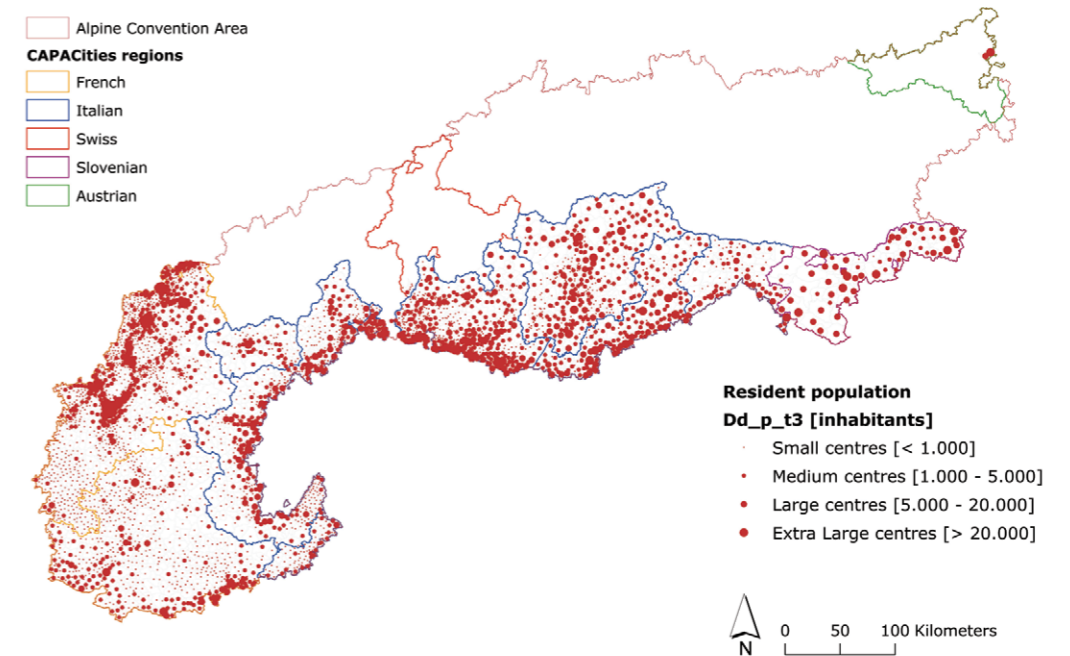 Alpine Convention Area
CAPACities regions
French
Italian
Swiss
Slovenian
Austrian
Resident population
Dd_p_t3 [inhabitants]
Small centres [< 1.000]
Medium centres [1.000 - 5.000]
Large centres [5.000 - 20.000]
Extra Large centres [> 20.000]
N
0 50 100 Kilometers